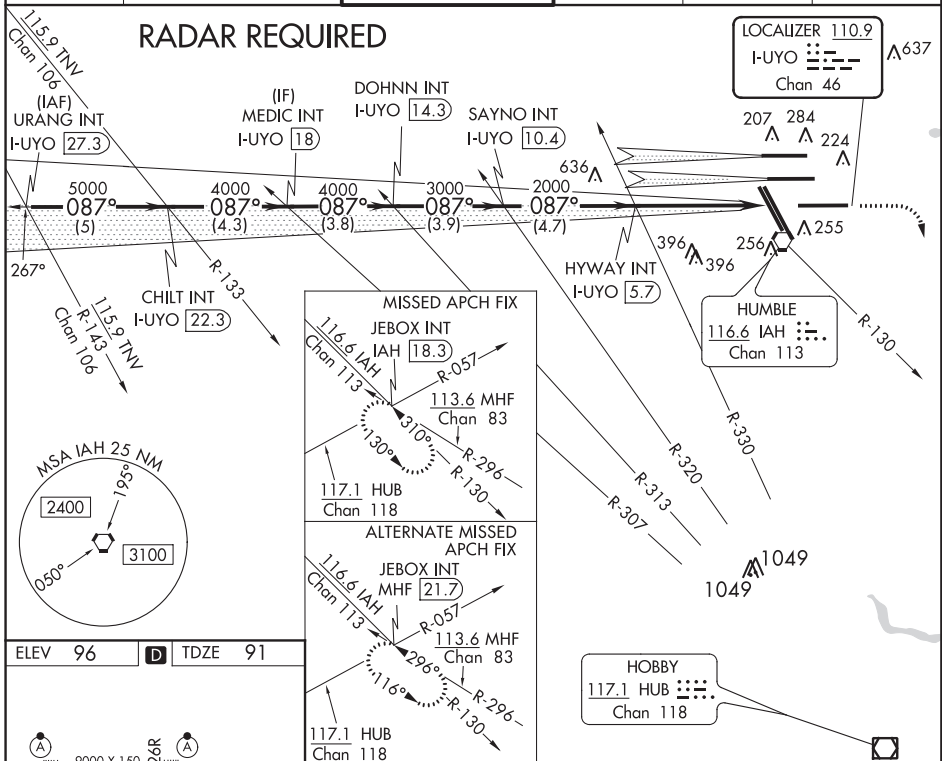 RADAR REQUIRED
115.9 TNV
Chan 106
(IAF)
URANG INT
I-UYO 27.3
(IF)
MEDIC INT
I-UYO 18
DOHNN INT
I-UYO 14.3
SAYNO INT
I-UYO 10.4
LOCALIZER 110.9
I-UYO
Chan 46
637
207
284
224
636
5000
087°
(5)
4000
087°
(4.3)
4000
087°
(3.8)
3000
087°
(3.9)
2000
087°
(4.7)
267°
CHILT INT
I-UYO 22.3
R-133
115.9 TNV
R-143
Chan 106
HYWAY INT
I-UYO 5.7
396
396
256
255
HUMBLE
116.6 IAH
Chan 113
R-130
MISSED APCH FIX
JEBOX INT
IAH 18.3
116.6 IAH
Chan 113
R-057
113.6 MHF
Chan 83
310°
130°
R-296
R-130
117.1 HUB
Chan 118
R-330
R-320
R-313
R-307
MSA IAH 25 NM
2400
195°
3100
050°
ALTERNATE MISSED
APCH FIX
JEBOX INT
MHF 21.7
116.6 IAH
Chan 113
R-057
113.6 MHF
Chan 83
296°
116°
R-296
R-130
117.1 HUB
Chan 118
1049
1049
HOBBY
117.1 HUB
Chan 118
ELEV 96 D TDZE 91
A
9000 X 150
26R
A